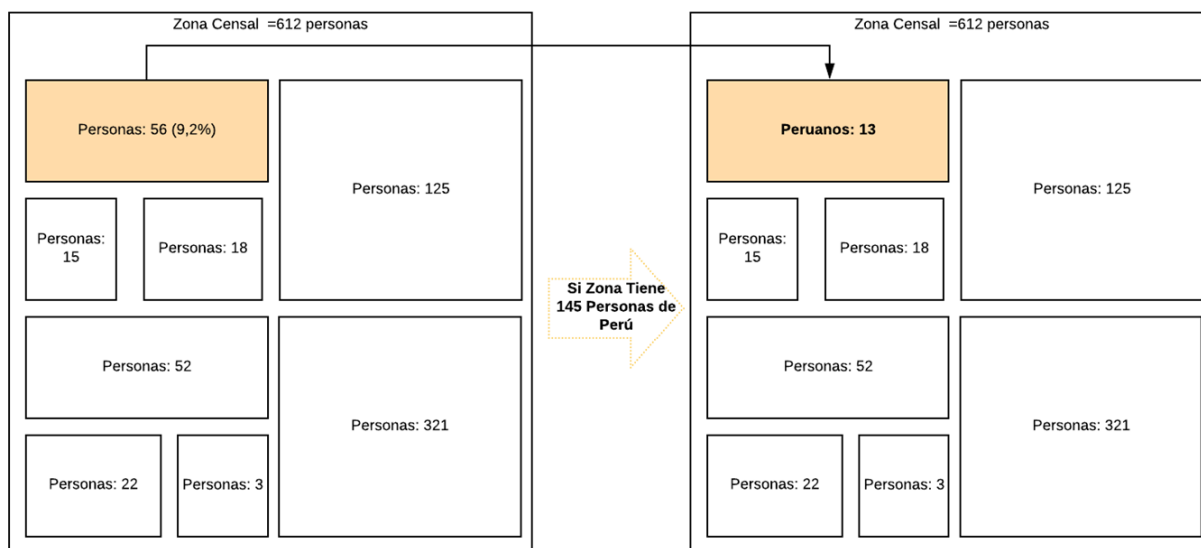 Zona Censal =612 personas
Personas: 56 (9,2%)
Personas: 125
Personas:
15
Personas: 18
Personas: 52
Personas: 321
Personas: 22
Personas: 3
Si Zona Tiene
145 Personas de
Perú
Zona Censal =612 personas
Peruanos: 13
Personas: 125
Personas:
15
Personas: 18
Personas: 52
Personas: 321
Personas: 22
Personas: 3